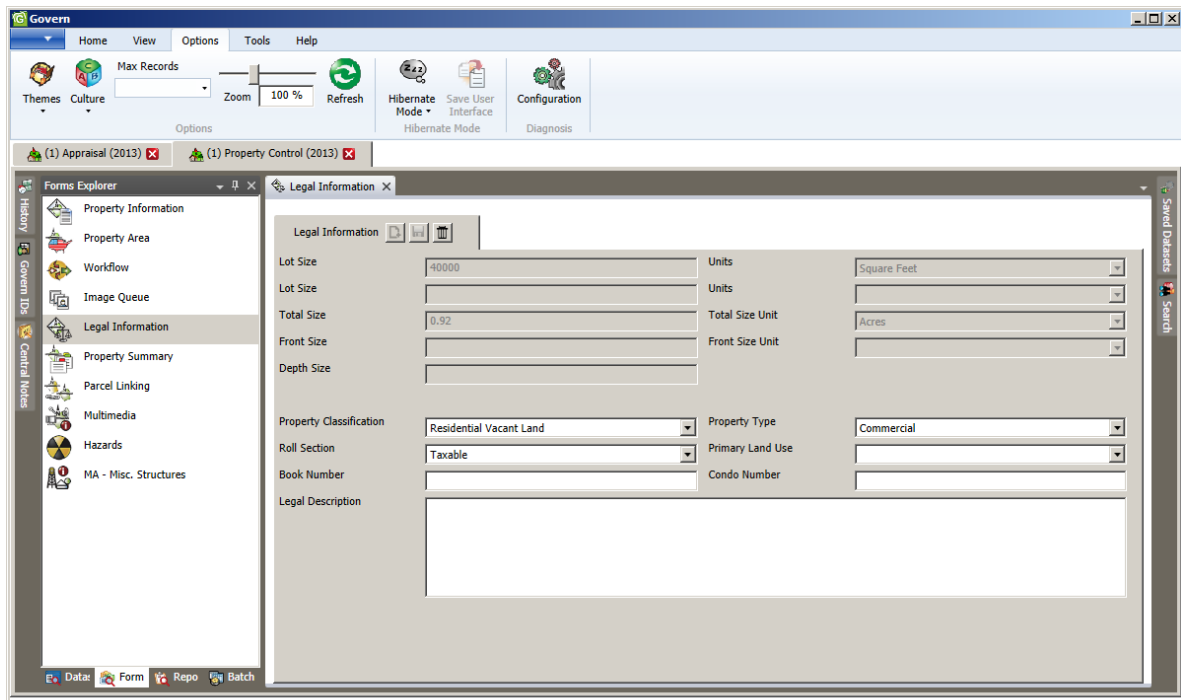 Govern
Home View Options Tools Help
Themes Culture Max Records Zoom 100 % Refresh Hibernate Mode Save User Interface Configuration
Options Hibernate Mode Diagnosis
(1) Appraisal (2013) (1) Property Control (2013)
History
Govern IDs
Central Notes
Forms Explorer
Property Information
Property Area
Workflow
Image Queue
Legal Information
Property Summary
Parcel Linking
Multimedia
Hazards
MA - Misc. Structures
Data: Form Repo Batch
Legal Information
Legal Information
Lot Size 40000 Units Square Feet
Lot Size Units
Total Size 0.92 Total Size Unit Acres
Front Size Front Size Unit
Depth Size
Property Classification Residential Vacant Land Property Type Commercial
Roll Section Taxable Primary Land Use
Book Number Condo Number
Legal Description
Saved Datasets
Search